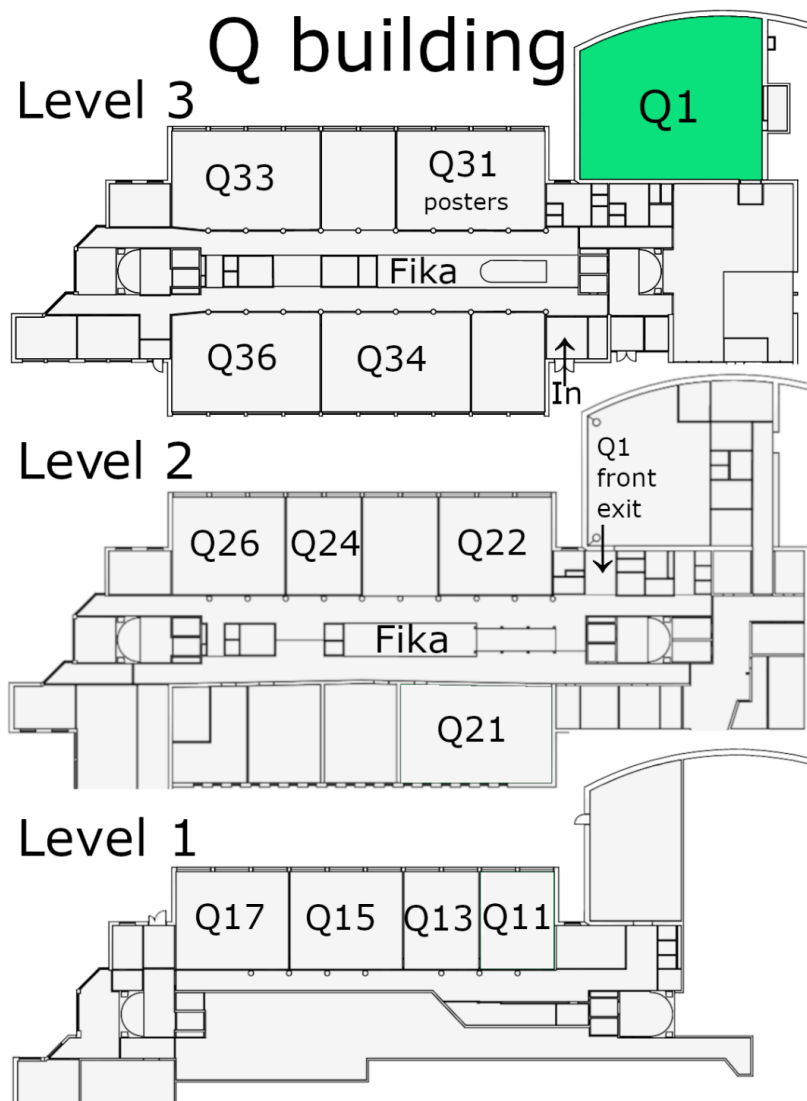 Q building
Level 3
Q1
Q33
Q31
posters
Fika
Q36
Q34
In
Level 2
Q1
front
exit
Q26
Q24
Q22
Fika
Q21
Level 1
Q17
Q15
Q13
Q11